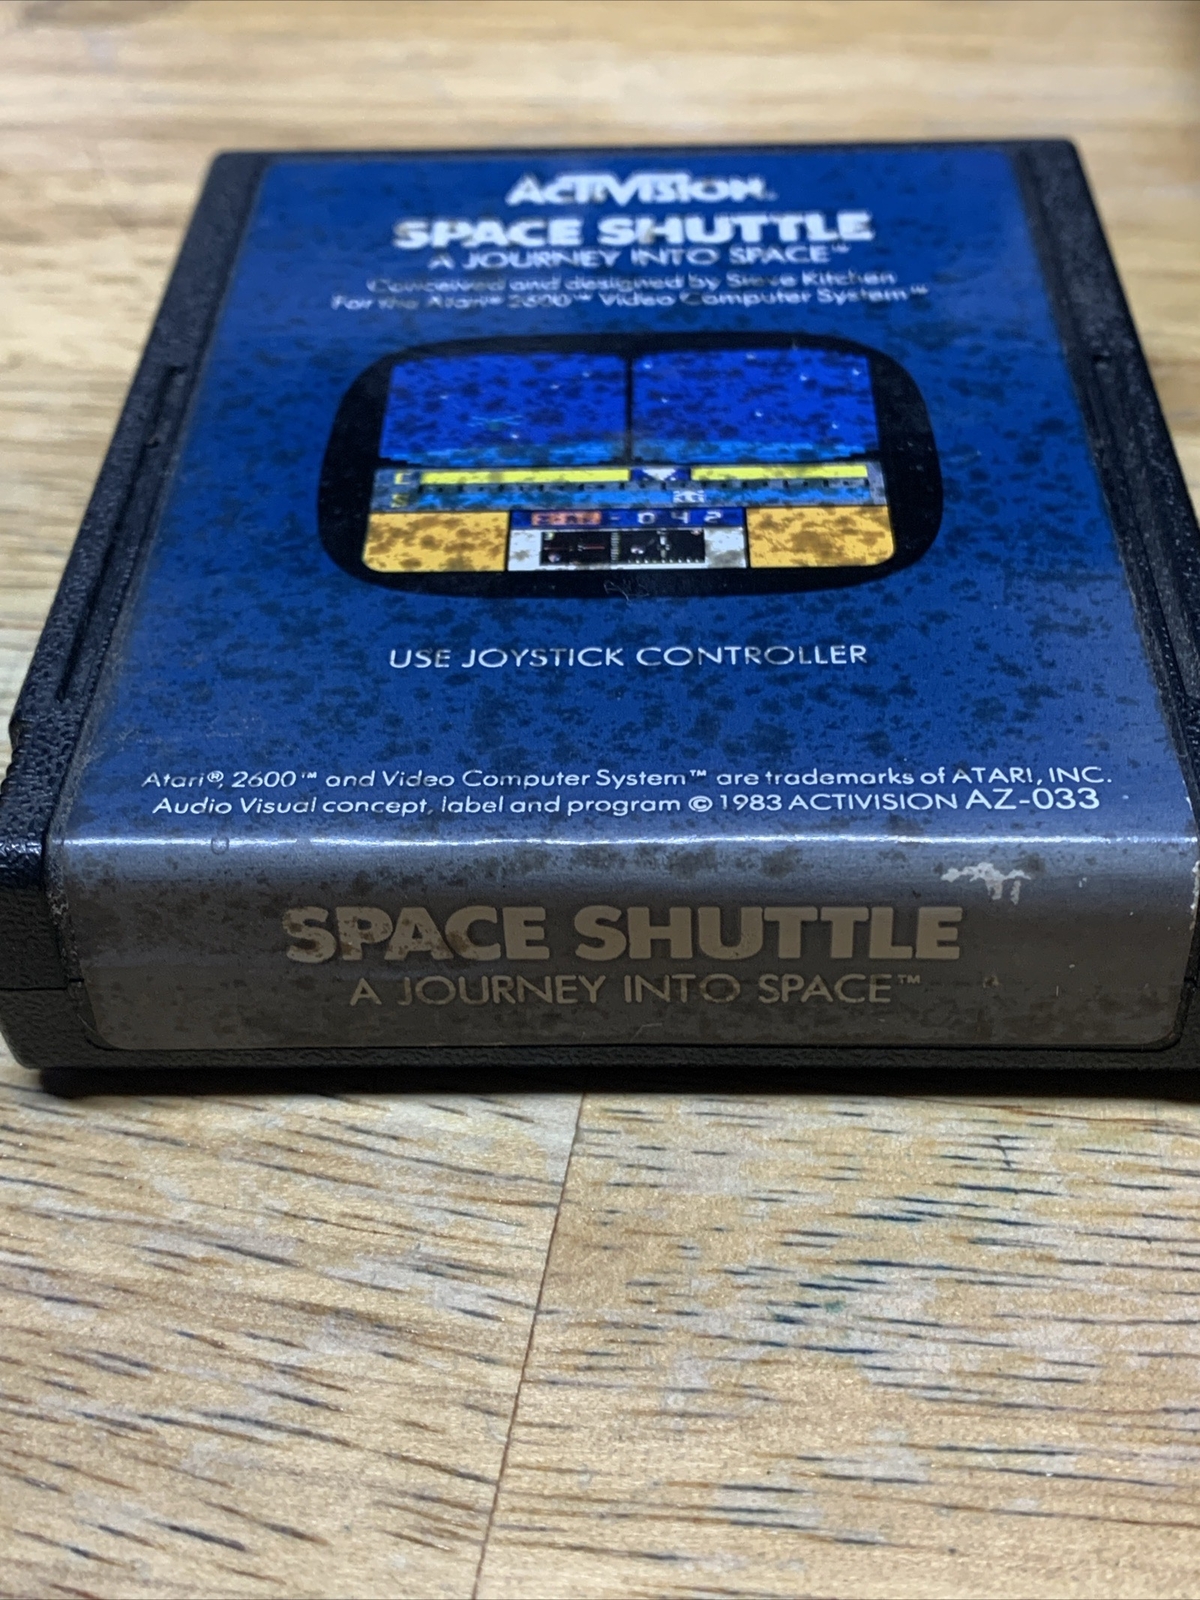 ACTIVISION.
SPACE SHUTTLE
A JOURNEY INTO SPACE™
Conceived and designed by Steve Kitchen
For the Atari® 2600™ Video Computer System™
E
S
- 042
USE JOYSTICK CONTROLLER
Atari®, 2600™ and Video Computer System™ are trademarks of ATARI, INC.
Audio Visual concept, label and program © 1983 ACTIVISION AZ-033
SPACE SHUTTLE
A JOURNEY INTO SPACE™